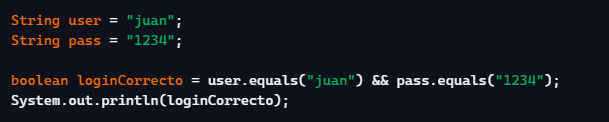 String user = "juan";
String pass = "1234";
boolean loginCorrecto = user.equals("juan") && pass.equals("1234");
System.out.println(loginCorrecto);